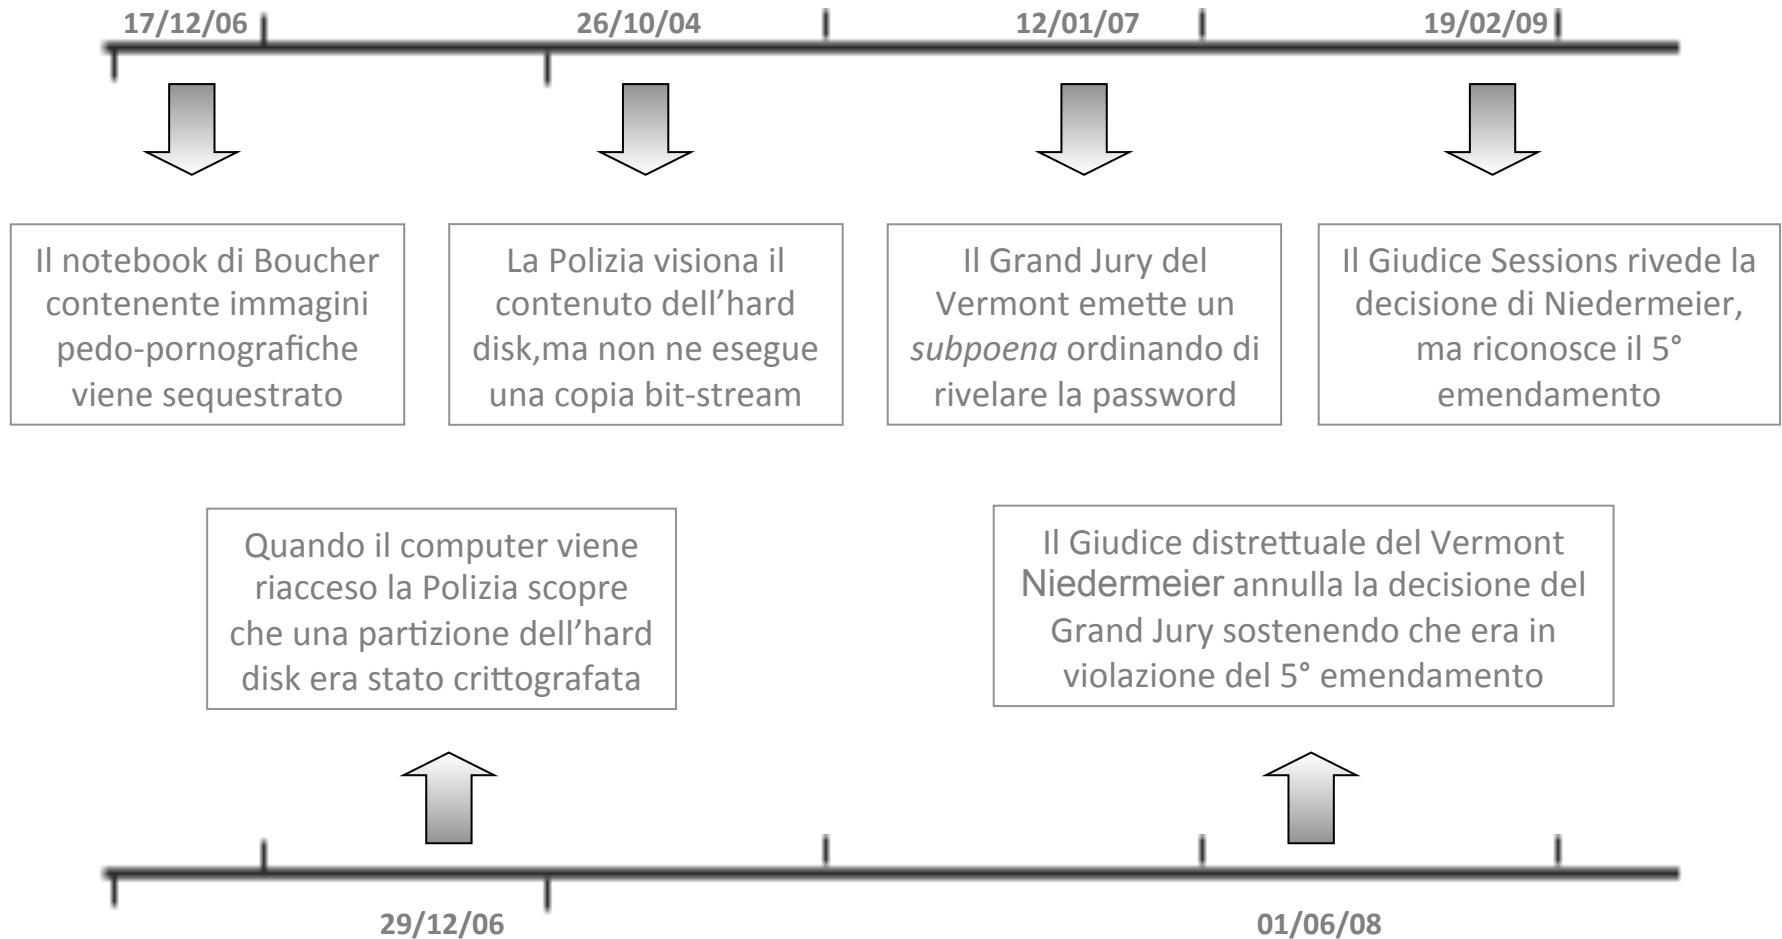 17/12/06
26/10/04
12/01/07
19/02/09
Il notebook di Boucher
contenente immagini
pedo-pornografiche
viene sequestrato
La Polizia visiona il
contenuto dell’hard
disk,ma non ne esegue
una copia bit-stream
Il Grand Jury del
Vermont emette un
subpoena ordinando di
rivelare la password
Il Giudice Sessions rivede la
decisione di Niedermeier,
ma riconosce il 5°
emendamento
Quando il computer viene
riacceso la Polizia scopre
che una partizione dell’hard
disk era stato crittografata
Il Giudice distrettuale del Vermont
Niedermeier annulla la decisione del
Grand Jury sostenendo che era in
violazione del 5° emendamento
29/12/06
01/06/08